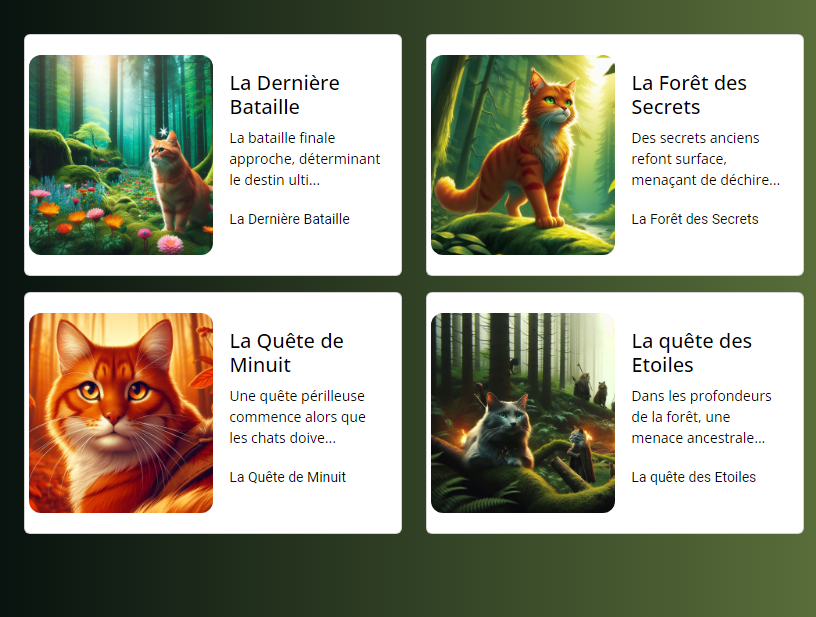 La Dernière
Bataille
La bataille finale
approche, déterminant
le destin ulti...
La Dernière Bataille
La Forêt des
Secrets
Des secrets anciens
refont surface,
menaçant de déchire...
La Forêt des Secrets
La Quête de
Minuit
Une quête périlleuse
commence alors que
les chats doive...
La Quête de Minuit
La quête des
Etoiles
Dans les profondeurs
de la forêt, une
menace ancestrale...
La quête des Etoiles